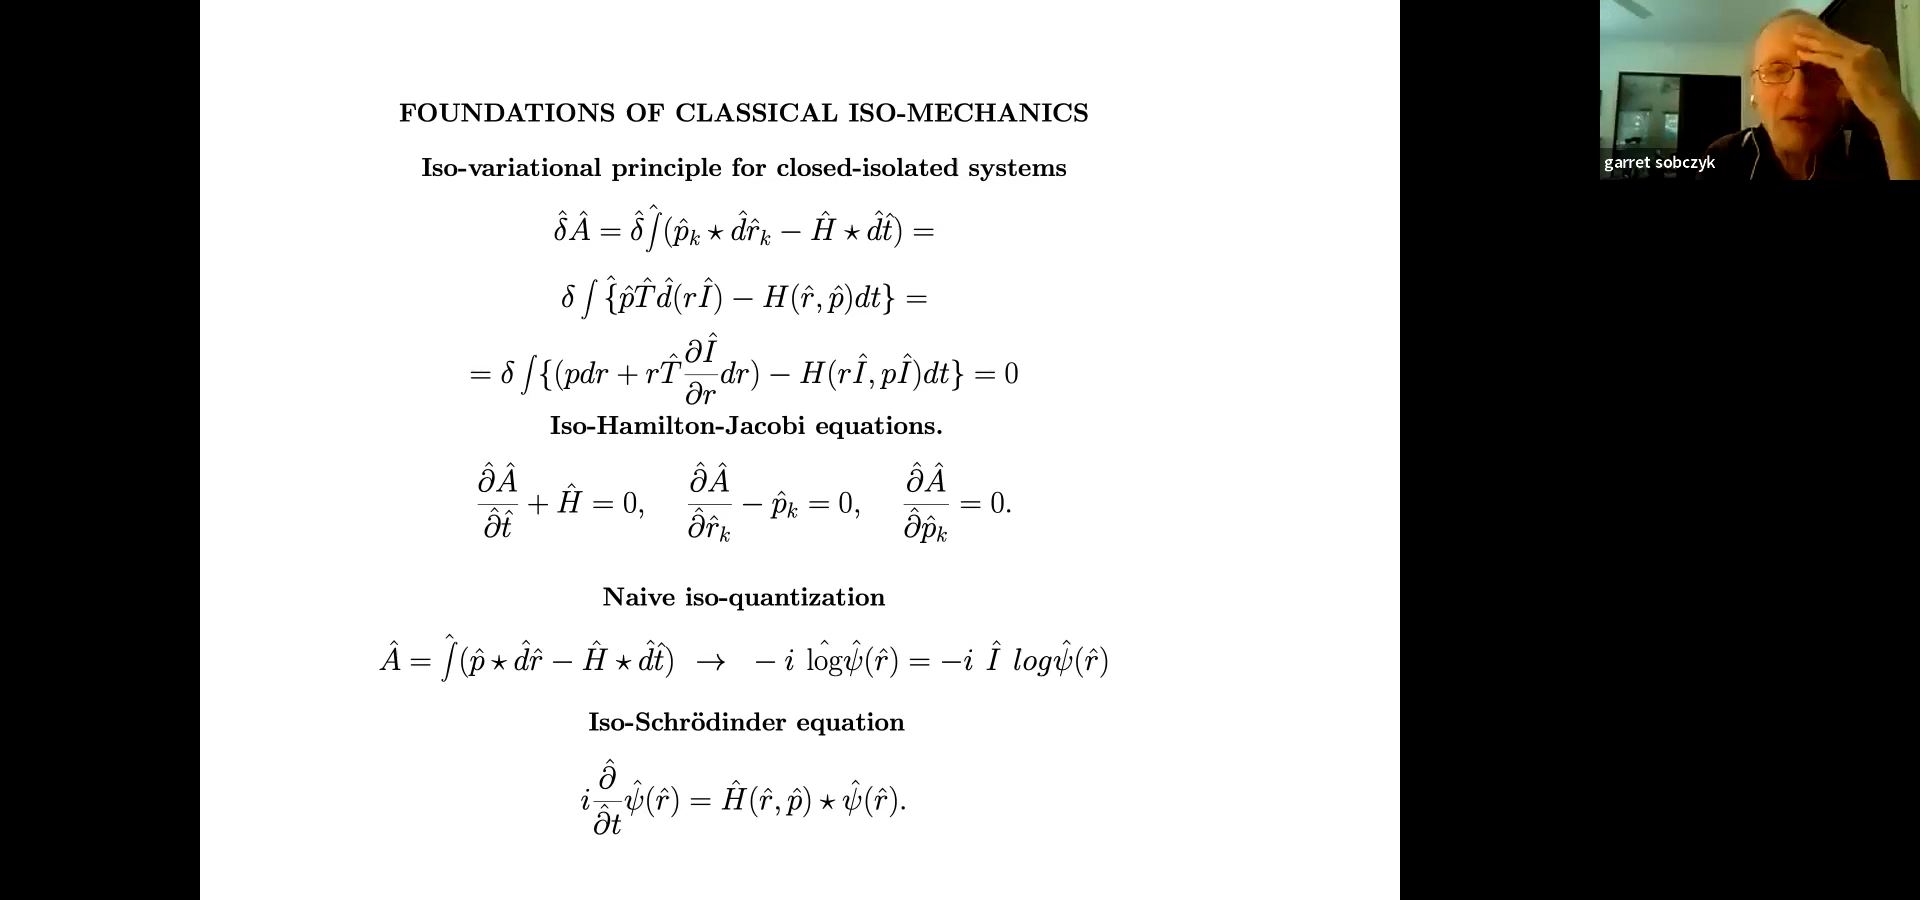 FOUNDATIONS OF CLASSICAL ISO-MECHANICS
Iso-variational principle for closed-isolated systems
δ̂Â = δ̂∫̂(p̂ₖ ⋆ d̂r̂ₖ − Ĥ ⋆ d̂t̂) =
δ ∫ {̂p̂T̂d̂(rÎ) − H(r̂, p̂)dt} =
= δ ∫{(pdr + rT̂ ∂Î/∂r dr) − H(rÎ, pÎ)dt} = 0
Iso-Hamilton-Jacobi equations.
∂̂Â/∂̂t̂ + Ĥ = 0, ∂̂Â/∂̂r̂ₖ − p̂ₖ = 0, ∂̂Â/∂̂p̂ₖ = 0.
Naive iso-quantization
Â = ∫̂(p̂ ⋆ d̂r̂ − Ĥ ⋆ d̂t̂) → − i lôgψ̂(r̂) = −i Î logψ̂(r̂)
Iso-Schrödinder equation
i ∂̂/∂̂t ψ̂(r̂) = Ĥ(r̂, p̂) ⋆ ψ̂(r̂).
garret sobczyk